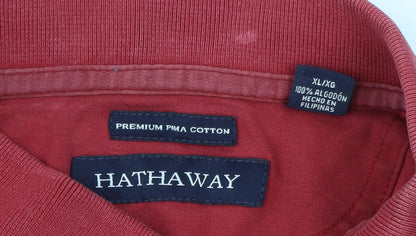 XL/XG
100% ALGODÓN
HECHO EN
FILIPINAS
PREMIUM PIMA COTTON
HATHAWAY